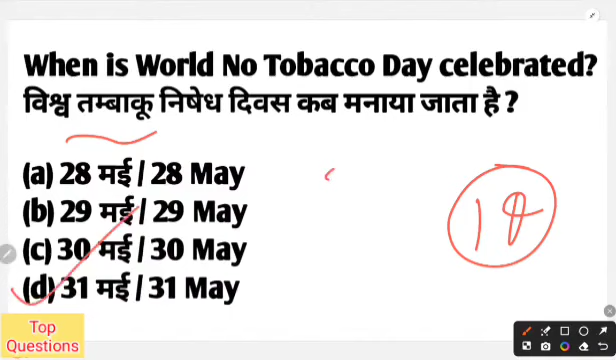 When is World No Tobacco Day celebrated?
विश्व तम्बाकू निषेध दिवस कब मनाया जाता है ?
(a) 28 मई / 28 May
(b) 29 मई / 29 May
(c) 30 मई / 30 May
(d) 31 मई / 31 May
Top
Questions